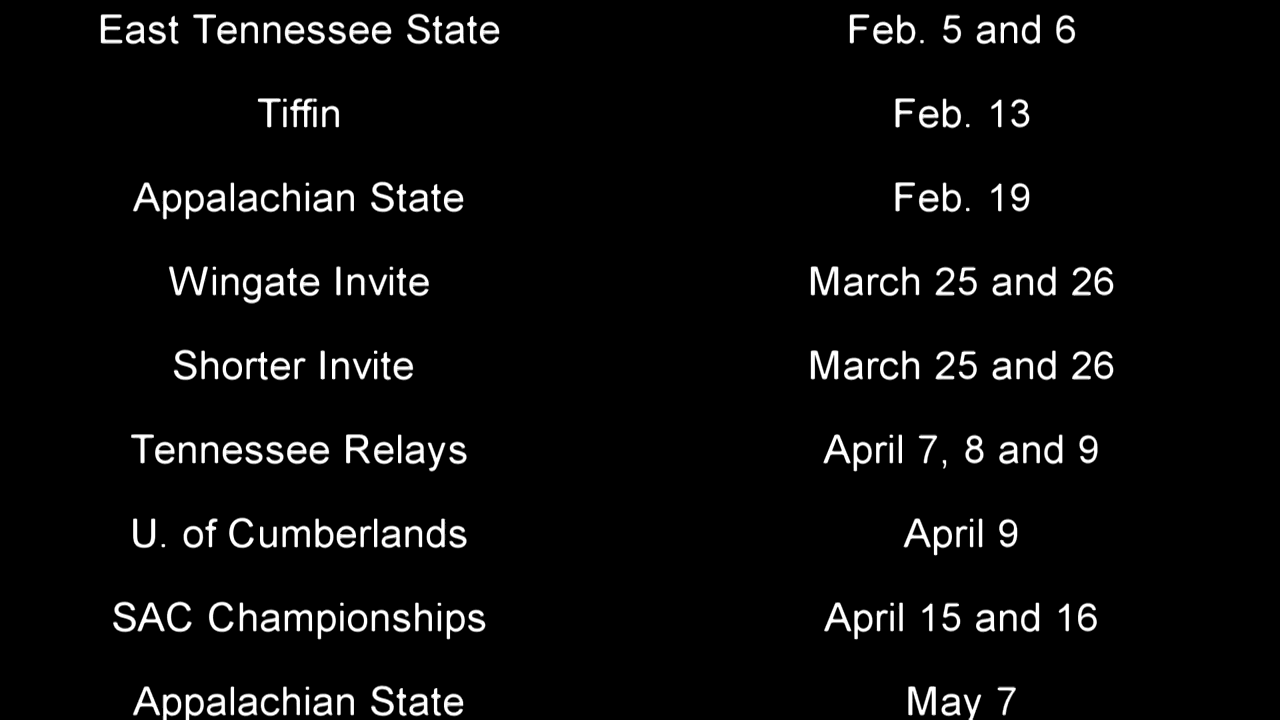 East Tennessee State Feb. 5 and 6
Tiffin Feb. 13
Appalachian State Feb. 19
Wingate Invite March 25 and 26
Shorter Invite March 25 and 26
Tennessee Relays April 7, 8 and 9
U. of Cumberlands April 9
SAC Championships April 15 and 16
Appalachian State May 7